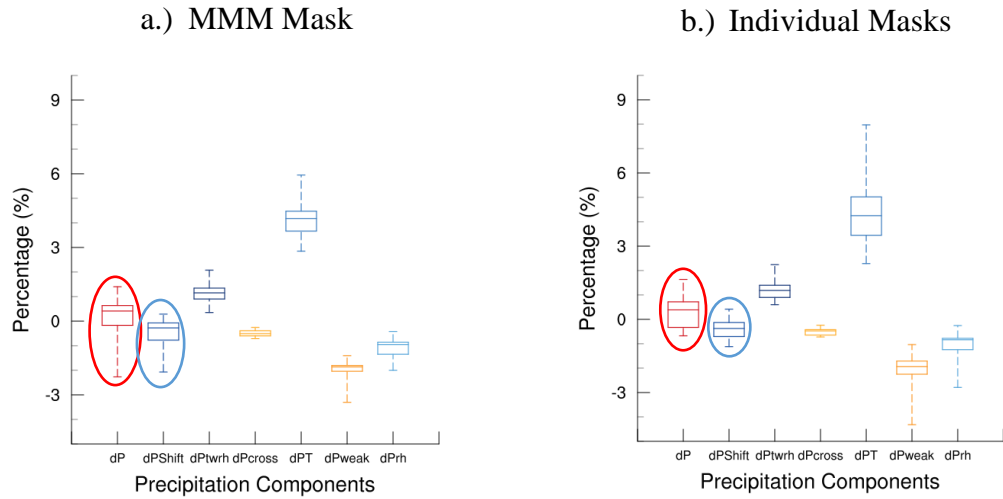 a.) MMM Mask
b.) Individual Masks
9
6
3
0
-3
Percentage (%)
dP dPShift dPtwrh dPcross dPT dPweak dPrh
Precipitation Components
9
6
3
0
-3
Percentage (%)
dP dPShift dPtwrh dPcross dPT dPweak dPrh
Precipitation Components